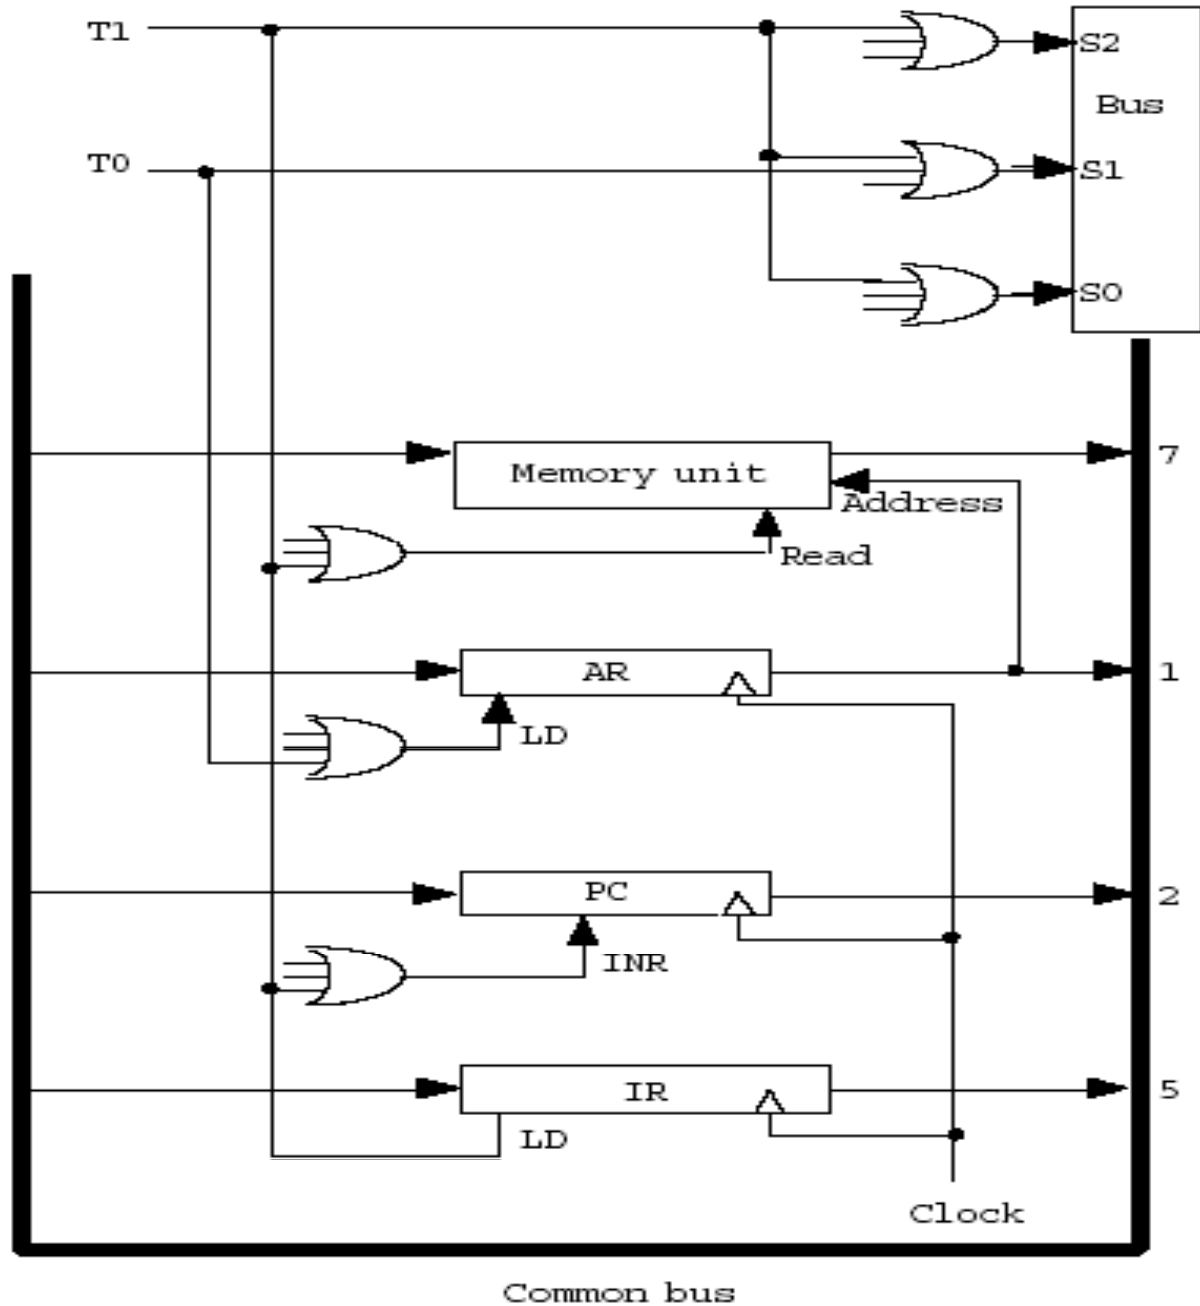 T1
S2
Bus
T0
S1
S0
Memory unit
7
Address
Read
AR
1
LD
PC
2
INR
IR
5
LD
Clock
Common bus